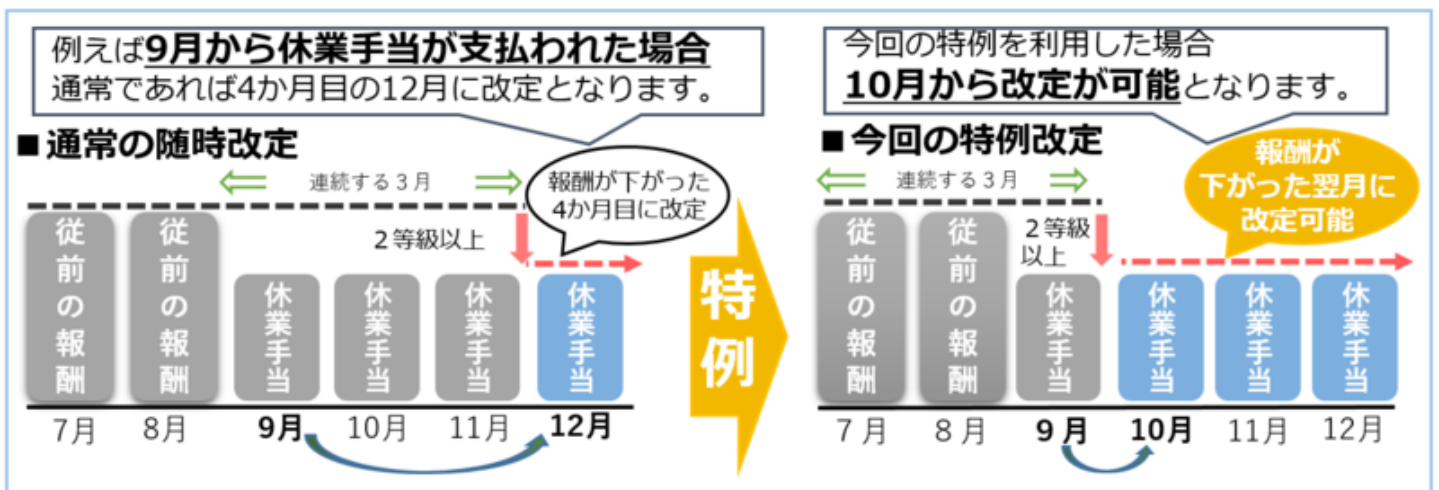 例えば9月から休業手当が支払われた場合
通常であれば4か月目の12月に改定となります。
■通常の随時改定
連続する3月
報酬が下がった
4か月目に改定
2等級以上
従前の報酬
従前の報酬
休業手当
休業手当
休業手当
休業手当
7月
8月
9月
10月
11月
12月
特例
今回の特例を利用した場合
10月から改定が可能となります。
■今回の特例改定
連続する3月
報酬が
下がった翌月に
改定可能
2等級
以上
従前の報酬
従前の報酬
休業手当
休業手当
休業手当
休業手当
7月
8月
9月
10月
11月
12月